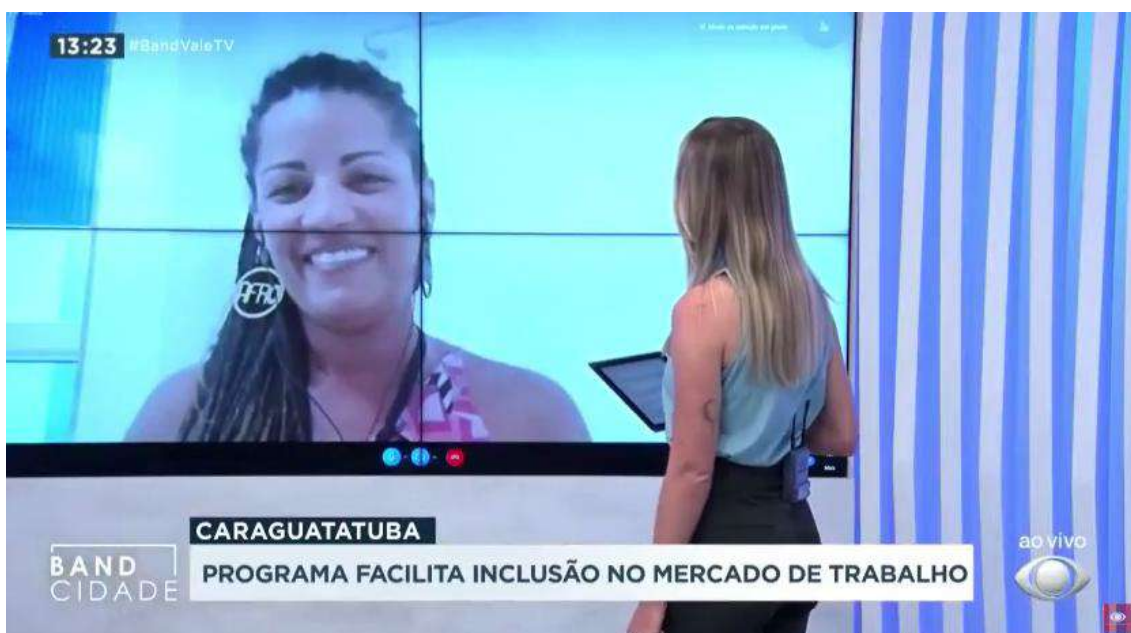 13:23 #BandValeTV
AFRO
CARAGUATATUBA
BAND
CIDADE
PROGRAMA FACILITA INCLUSÃO NO MERCADO DE TRABALHO
ao vivo